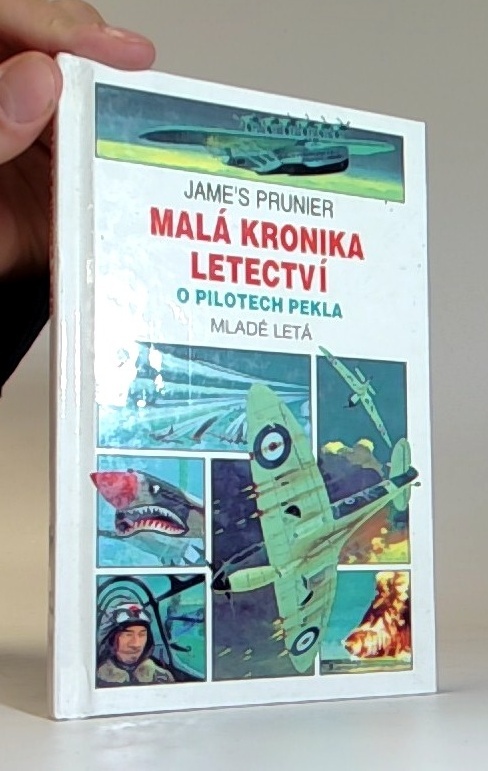 JAME'S PRUNIER
MALÁ KRONIKA
LETECTVÍ
O PILOTECH PEKLA
MLADÉ LETÁ